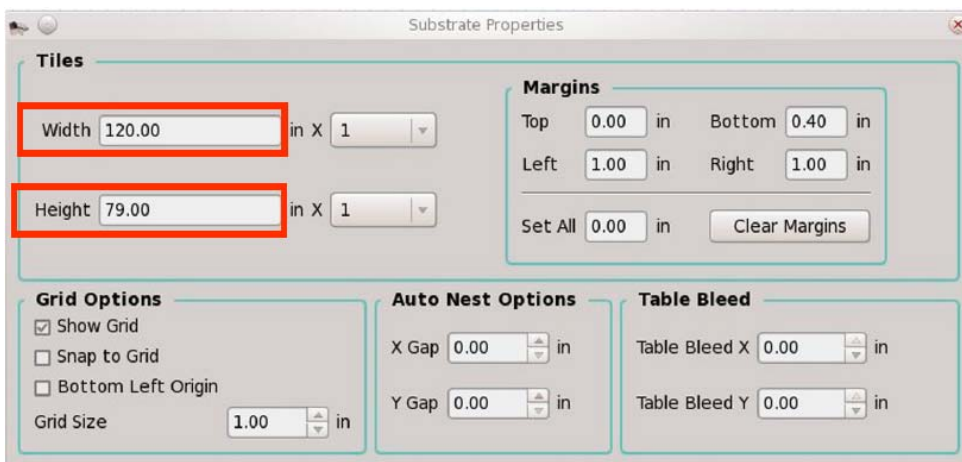 Substrate Properties
Tiles
Width 120.00 in X 1
Height 79.00 in X 1
Margins
Top 0.00 in Bottom 0.40 in
Left 1.00 in Right 1.00 in
Set All 0.00 in Clear Margins
Grid Options
Show Grid
Snap to Grid
Bottom Left Origin
Grid Size 1.00 in
Auto Nest Options
X Gap 0.00 in
Y Gap 0.00 in
Table Bleed
Table Bleed X 0.00 in
Table Bleed Y 0.00 in